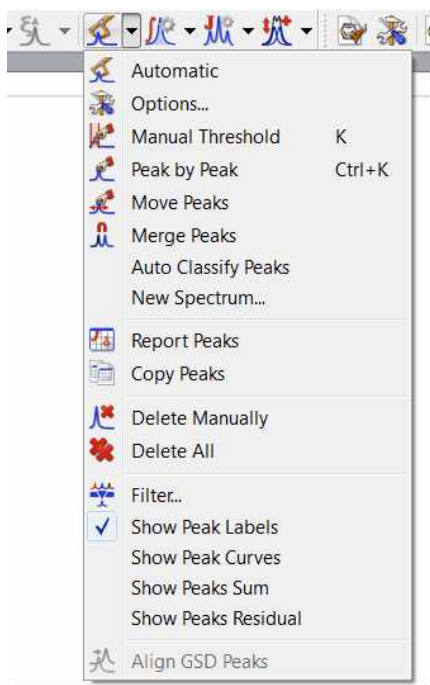 Automatic
Options...
Manual Threshold K
Peak by Peak Ctrl+K
Move Peaks
Merge Peaks
Auto Classify Peaks
New Spectrum...
Report Peaks
Copy Peaks
Delete Manually
Delete All
Filter...
Show Peak Labels
Show Peak Curves
Show Peaks Sum
Show Peaks Residual
Align GSD Peaks